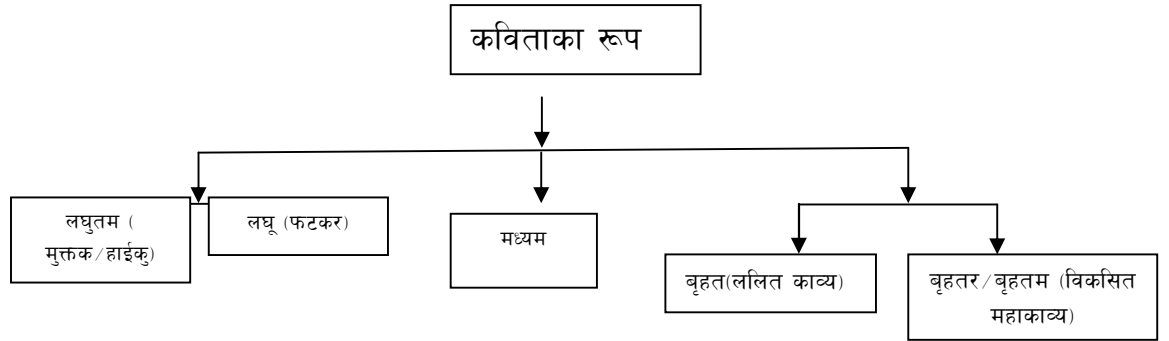 कविताका रूप
लघुतम (
मुक्तक/हाईकु)
लघू (फटकर)
मध्यम
बृहत(ललित काव्य)
बृहतर/बृहतम (विकसित
महाकाव्य)